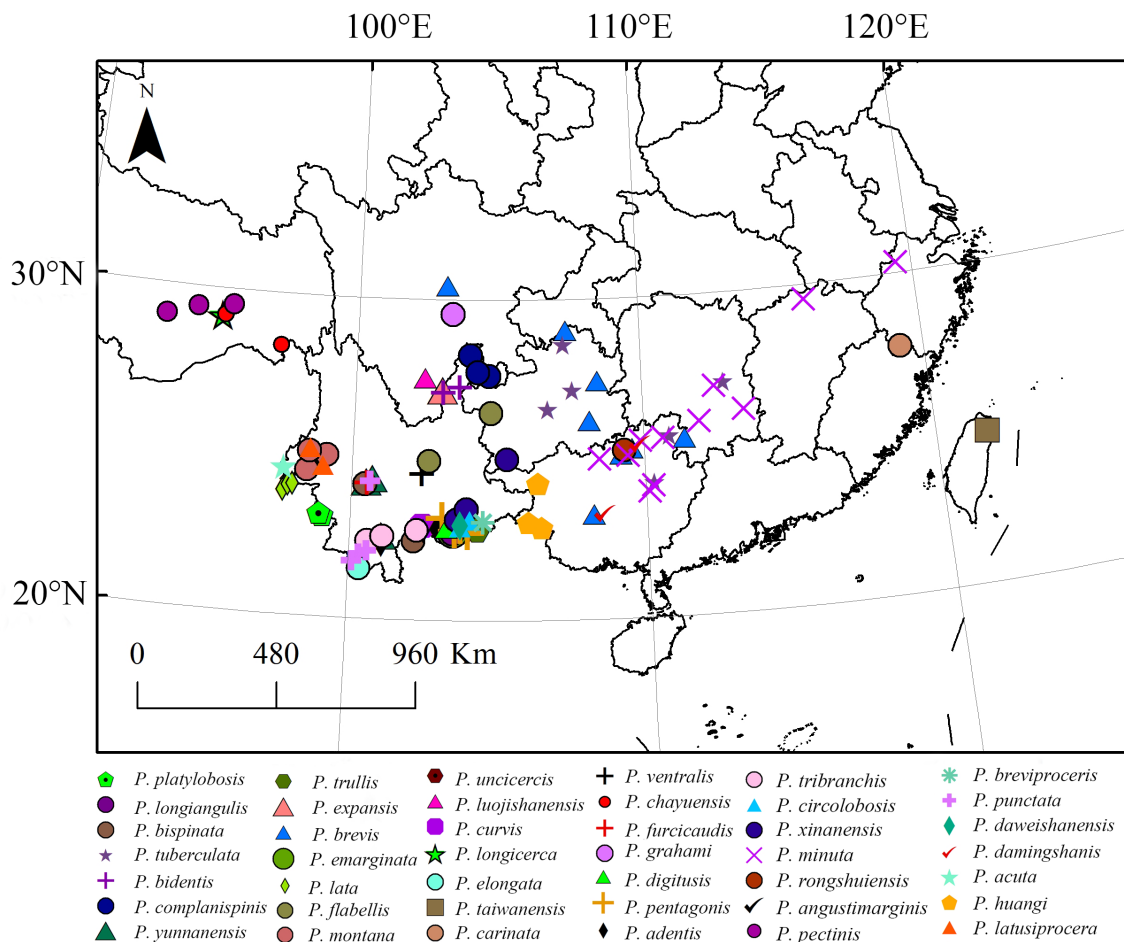 100°E 110°E 120°E
N
30°N
20°N
0 480 960 Km
P. platylobosis
P. longiangulis
P. bispinata
P. tuberculata
P. bidentis
P. complanispinis
P. yunnanensis
P. trullis
P. expansis
P. brevis
P. emarginata
P. lata
P. flabellis
P. montana
P. uncicercis
P. luojishanensis
P. curvis
P. longicerca
P. elongata
P. taiwanensis
P. carinata
P. ventralis
P. chayuensis
P. furcicaudis
P. grahami
P. digitusis
P. pentagonis
P. adentis
P. tribranchis
P. circolobosis
P. xinanensis
P. minuta
P. rongshuiensis
P. angustimarginis
P. pectinis
P. breviproceris
P. punctata
P. daweishanensis
P. damingshanis
P. acuta
P. huangi
P. latusiprocera